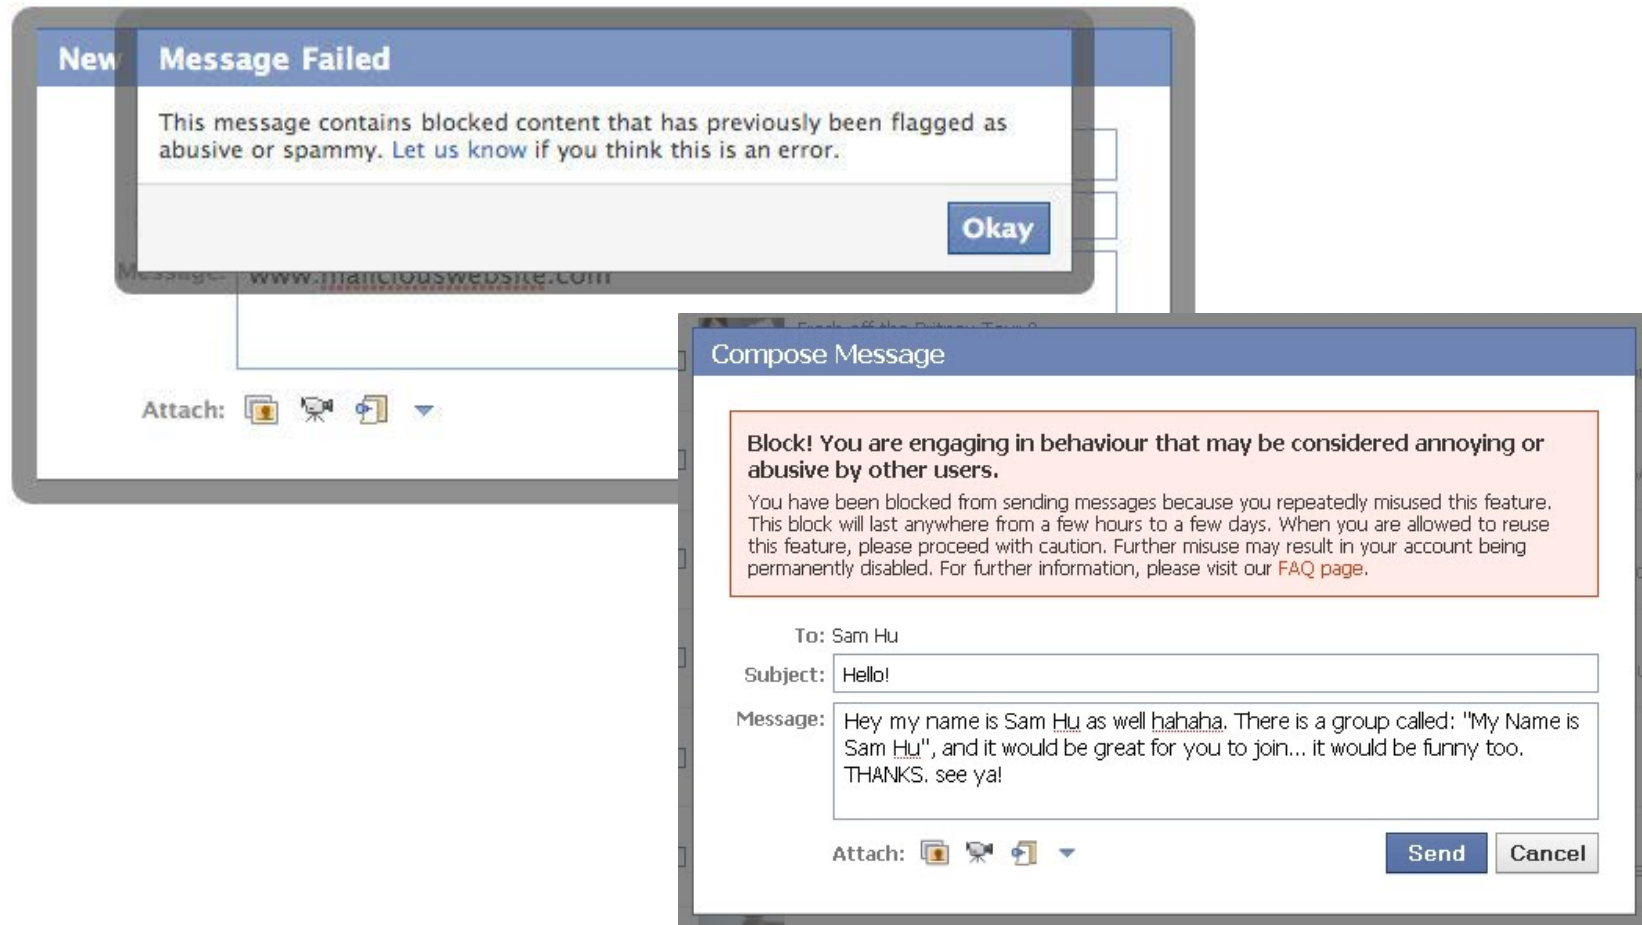 New
Message Failed
This message contains blocked content that has previously been flagged as
abusive or spammy. Let us know if you think this is an error.
Okay
Message: www.maliciouswebsite.com
Attach:
Fresh off the Britney Tour
Compose Message
Block! You are engaging in behaviour that may be considered annoying or
abusive by other users.
You have been blocked from sending messages because you repeatedly misused this feature.
This block will last anywhere from a few hours to a few days. When you are allowed to reuse
this feature, please proceed with caution. Further misuse may result in your account being
permanently disabled. For further information, please visit our FAQ page.
To: Sam Hu
Subject: Hello!
Message: Hey my name is Sam Hu as well hahaha. There is a group called: "My Name is
Sam Hu", and it would be great for you to join... it would be funny too.
THANKS. see ya!
Attach:
Send Cancel